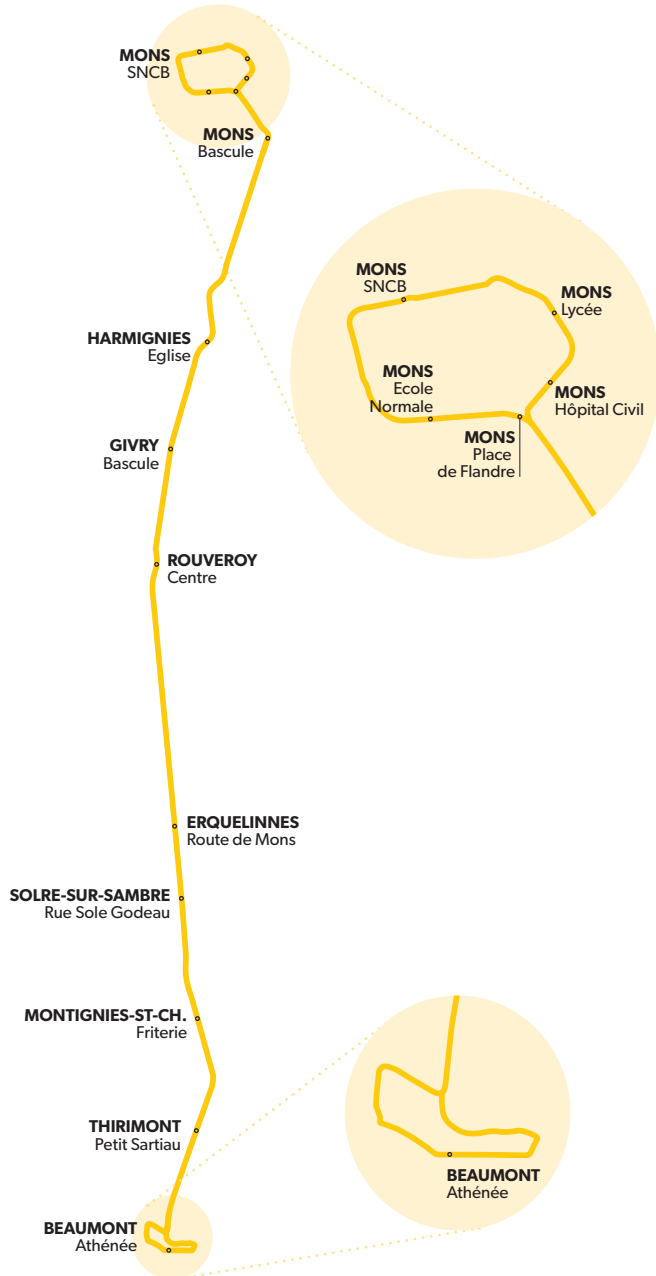 MONS
SNCB
MONS
Bascule
MONS
SNCB
MONS
Lycée
MONS
Ecole
Normale
MONS
Hôpital Civil
MONS
Place
de Flandre
HARMIGNIES
Eglise
GIVRY
Bascule
ROUVEROY
Centre
ERQUELINNES
Route de Mons
SOLRE-SUR-SAMBRE
Rue Sole Godeau
MONTIGNIES-ST-CH.
Friterie
THIRIMONT
Petit Sartiau
BEAUMONT
Athénée
BEAUMONT
Athénée